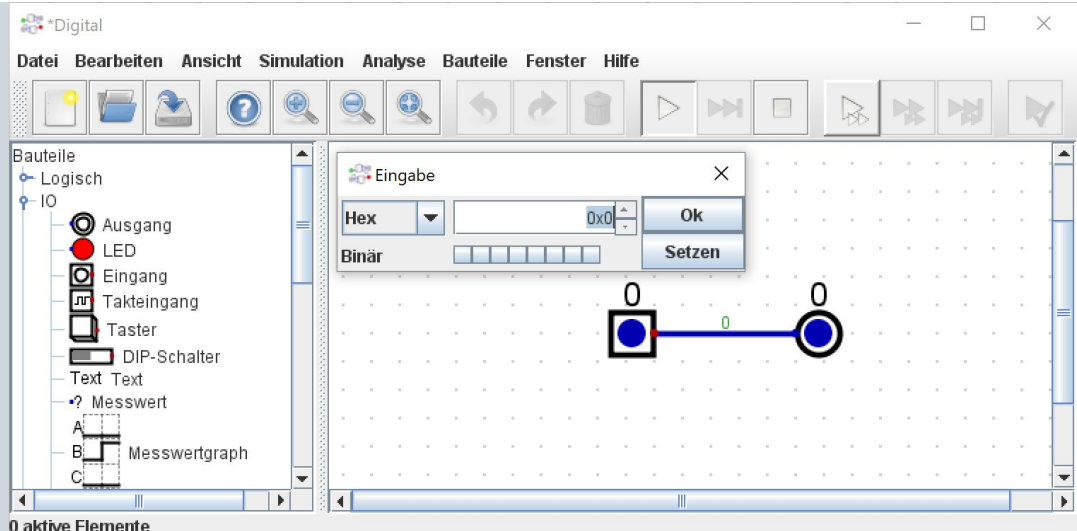 *Digital
Datei Bearbeiten Ansicht Simulation Analyse Bauteile Fenster Hilfe
Bauteile
Logisch
IO
Ausgang
LED
Eingang
Takteingang
Taster
DIP-Schalter
Text Text
? Messwert
A
B Messwertgraph
C
Eingabe
Hex 0x0 Ok
Binär Setzen
0 0
0
0 aktive Elemente